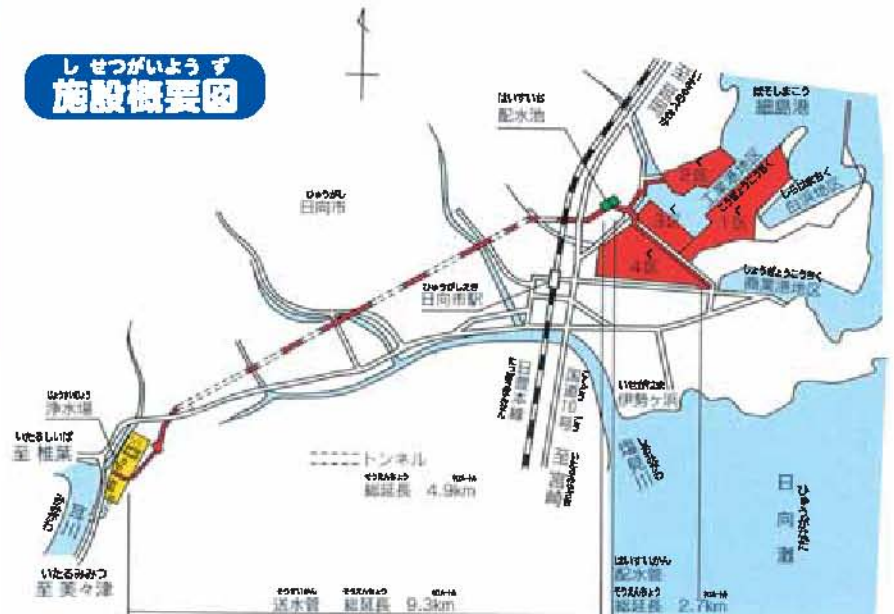 しせつがいようず
施設概要図
はいすいち
配水池
至延岡
ほそしまこう
細島港
ひゅうがし
日向市
2区
工業港地区
こうぎょうこうちく
しらはまちく
白浜地区
3区
1区
4区
しょうぎょうこうちく
商業港地区
ひゅうがしえき
日向市駅
じょうすいじょう
浄水場
いたるしいば
至 椎葉
耳川
いたるみみつ
至 美々津
トンネル
そうえんちょう
総延長 4.9km
日豊本線
国道10号
至宮崎
いせがはま
伊勢ヶ浜
塩見川
日向灘
そうすいかん そうえんちょう
送水管 総延長 9.3km
はいすいかん
配水管
そうえんちょう
総延長 2.7km